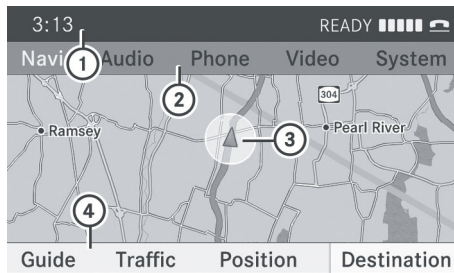 3:13 READY
Navi Audio Phone Video System
1
2
304
Ramsey Pearl River
3
4
Guide Traffic Position Destination